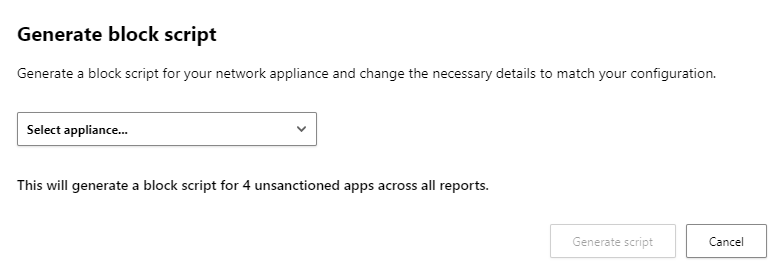 Generate block script
Generate a block script for your network appliance and change the necessary details to match your configuration.
Select appliance...
This will generate a block script for 4 unsanctioned apps across all reports.
Generate script
Cancel